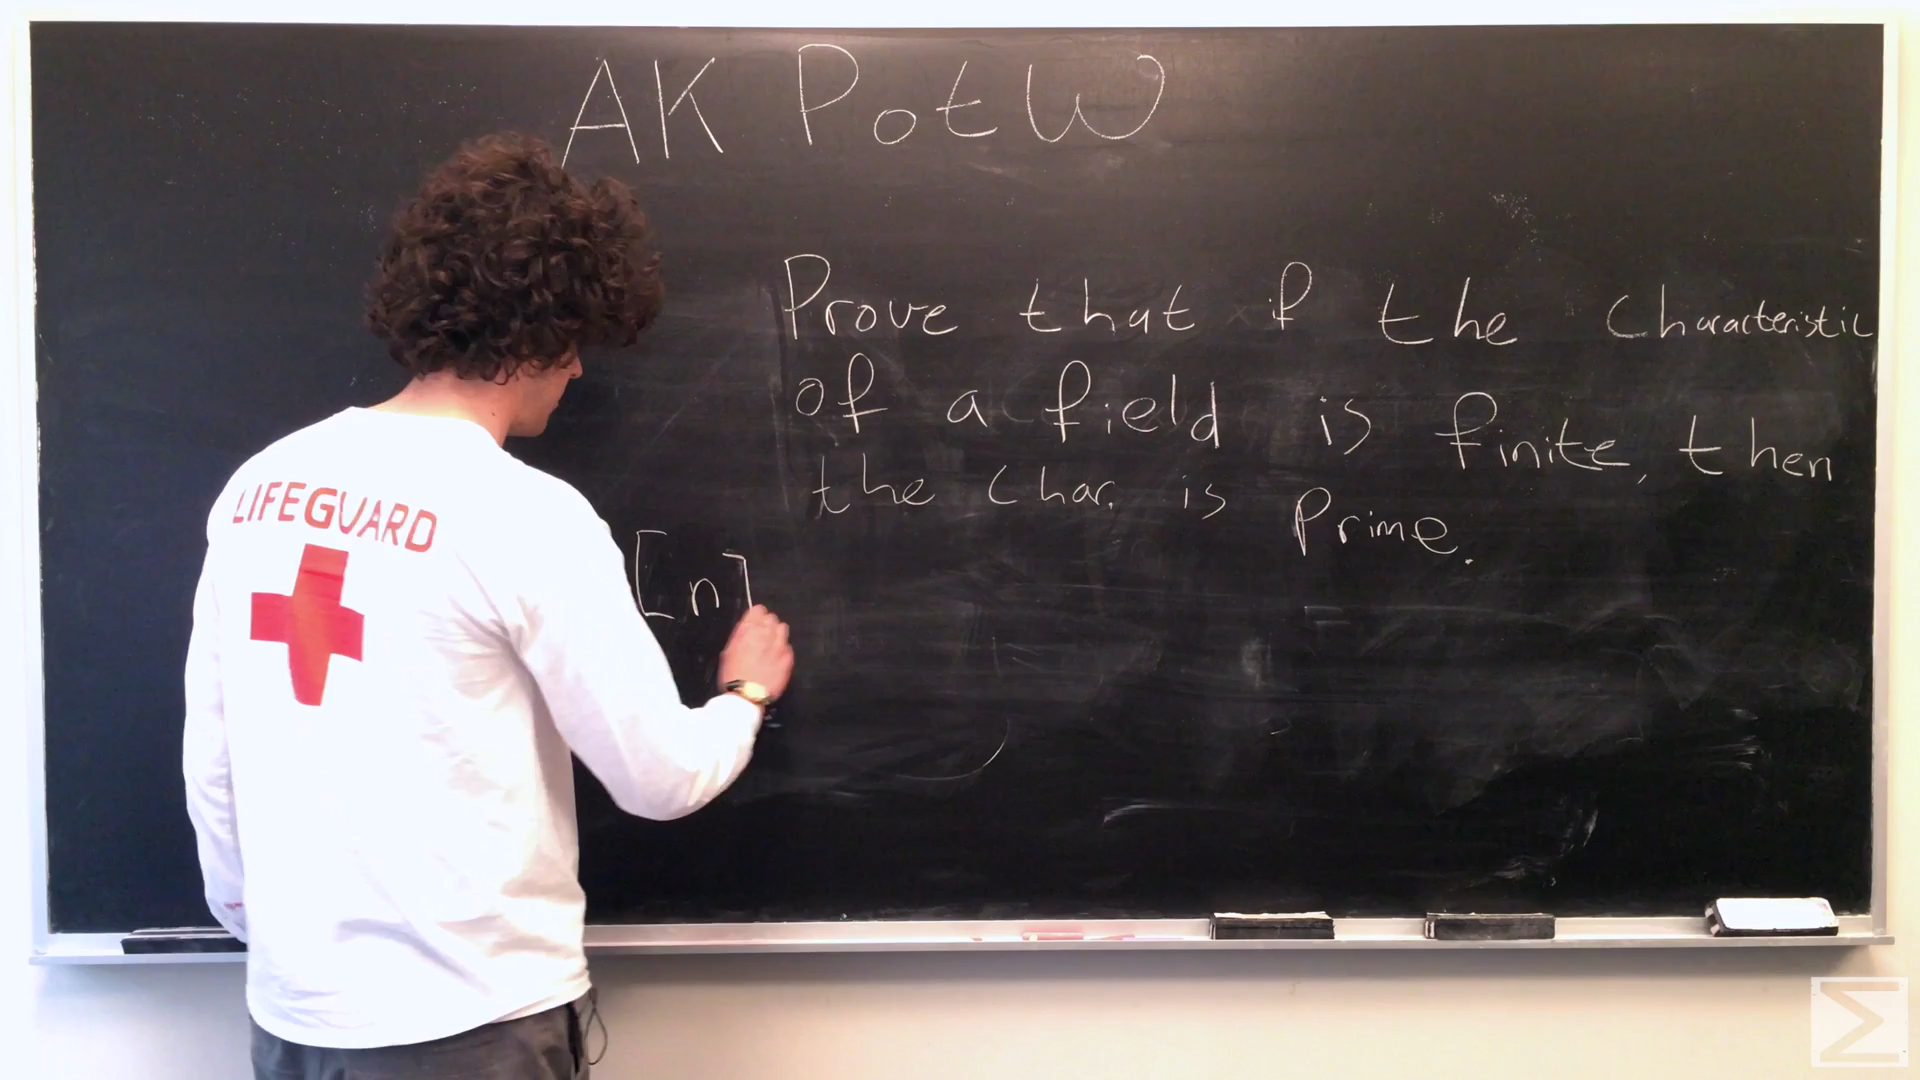 AK PotW
Prove that if the Characteristic
of a field is finite, then
the char. is Prime.
[n]
LIFEGUARD
Σ